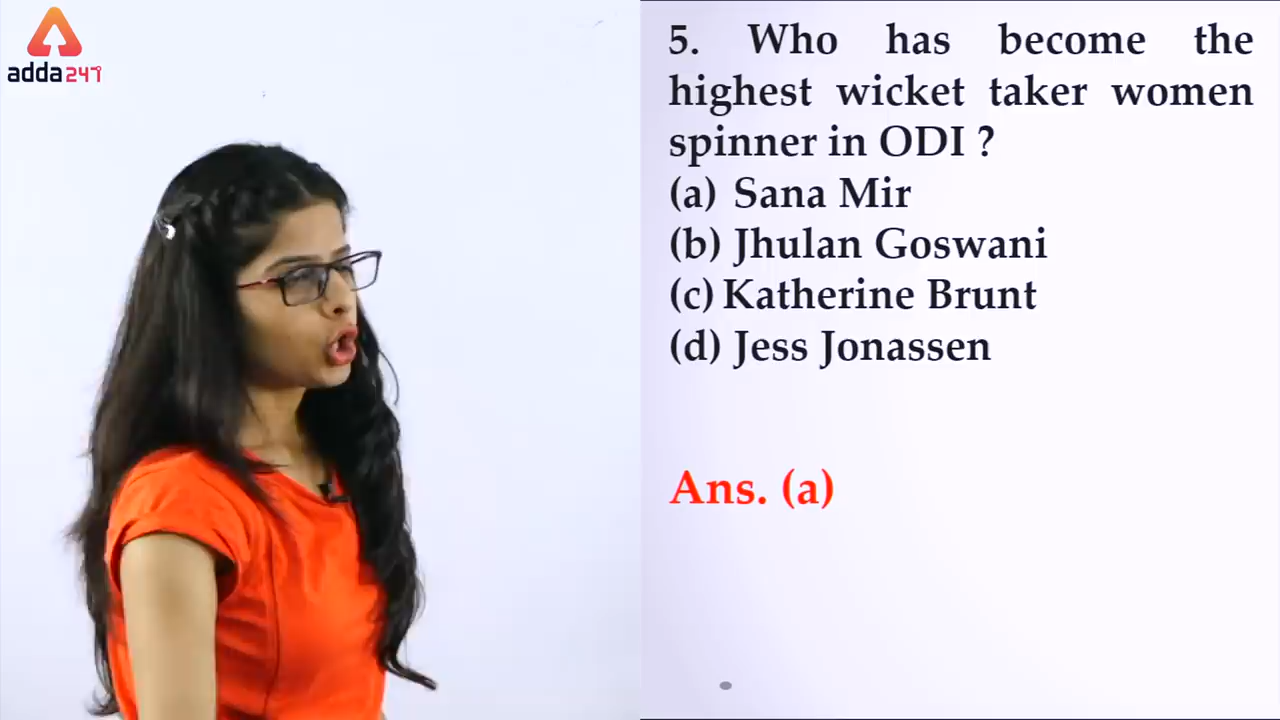 adda247
5. Who has become the
highest wicket taker women
spinner in ODI ?
(a) Sana Mir
(b) Jhulan Goswani
(c) Katherine Brunt
(d) Jess Jonassen
Ans. (a)